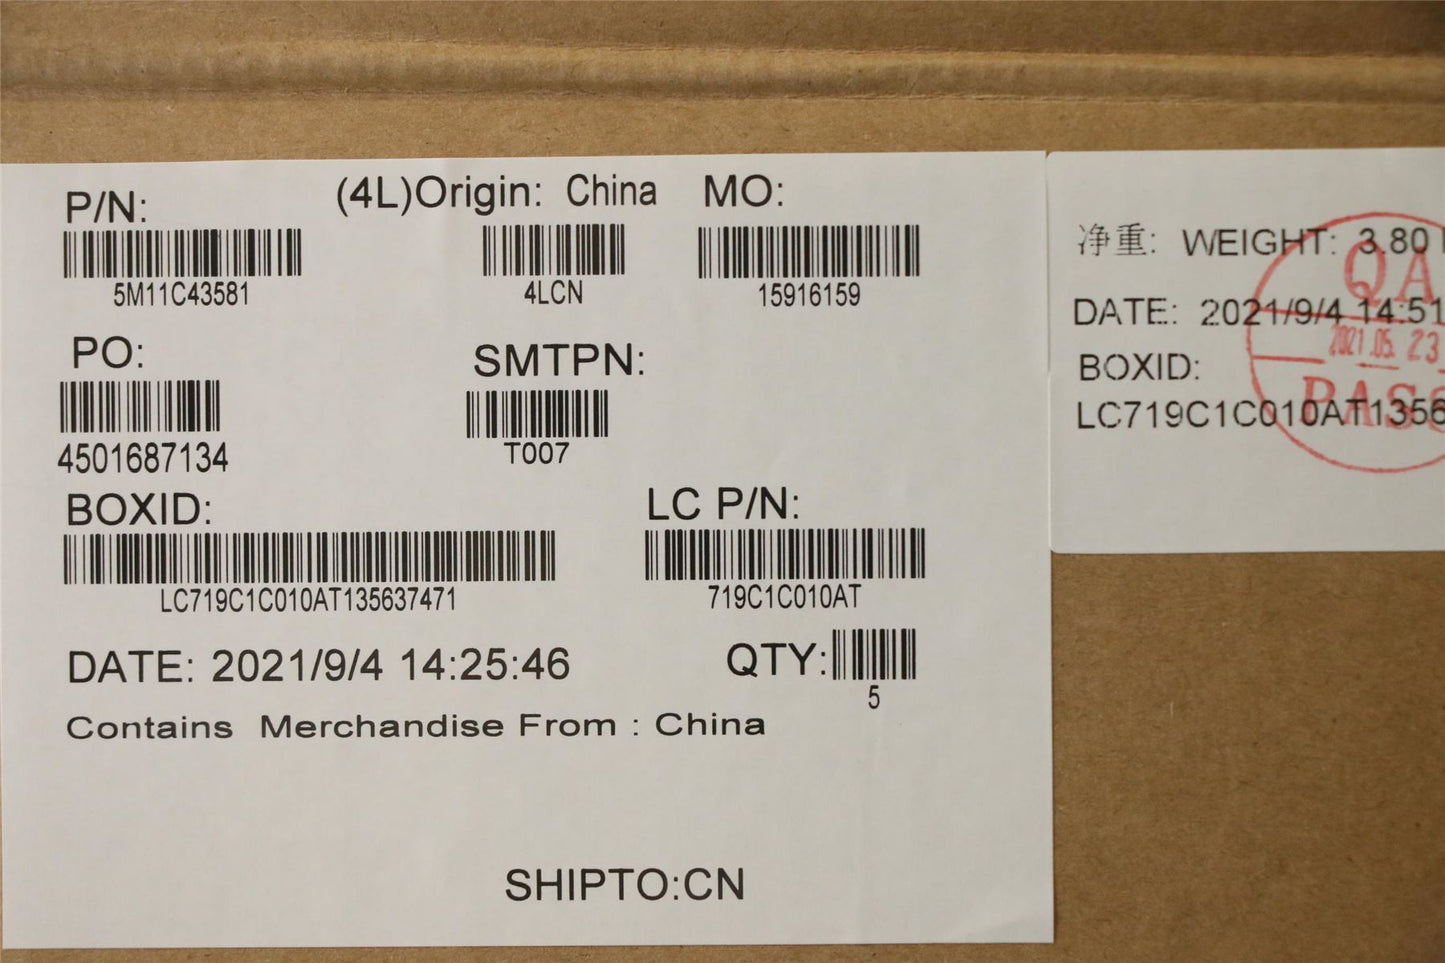 P/N:
(4L)Origin: China
MO:
5M11C43581
4LCN
15916159
PO:
SMTPN:
4501687134
T007
BOXID:
LC P/N:
LC719C1C010AT135637471
719C1C010AT
DATE: 2021/9/4 14:25:46
QTY:
5
Contains Merchandise From : China
SHIPTO:CN
净重: WEIGHT: 3.80
DATE: 2021/9/4 14:51
BOXID:
LC719C1C010AT1356
QA
2021.05.23
PASS